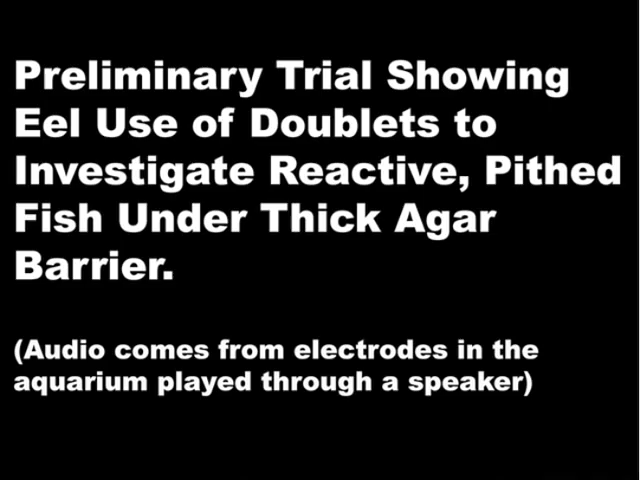 Preliminary Trial Showing
Eel Use of Doublets to
Investigate Reactive, Pithed
Fish Under Thick Agar
Barrier.
(Audio comes from electrodes in the
aquarium played through a speaker)